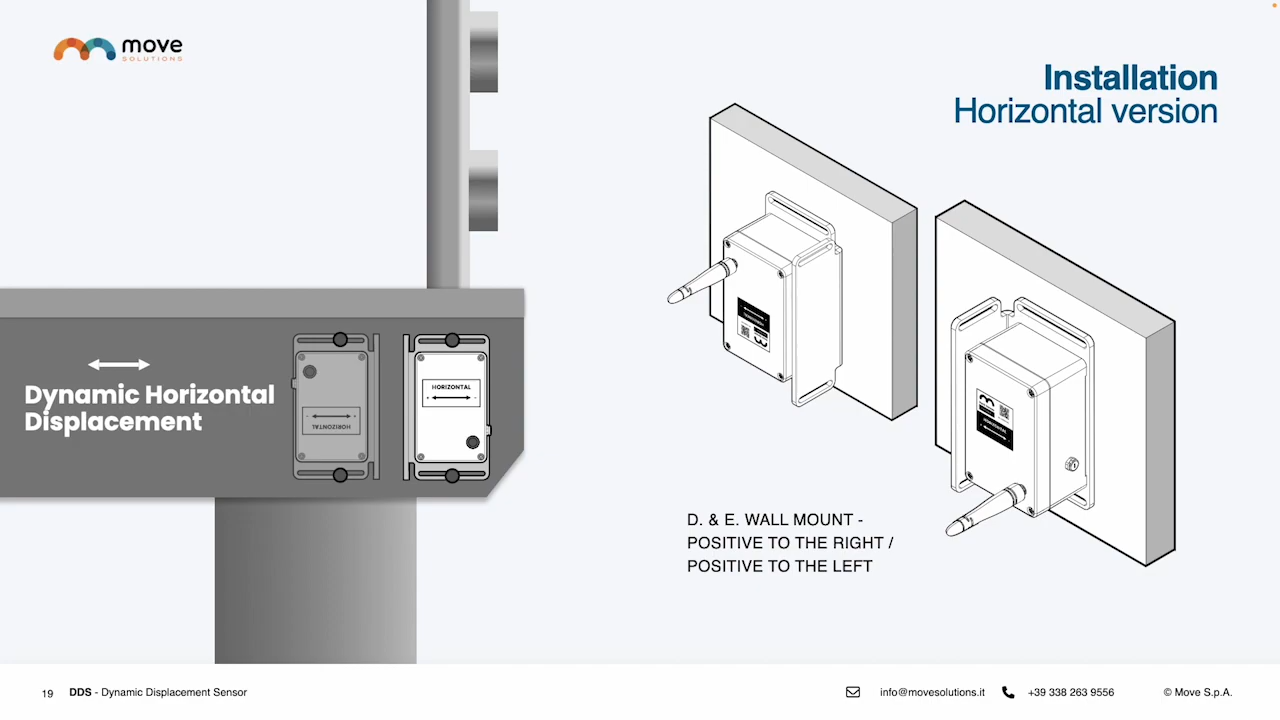 move
SOLUTIONS
Installation
Horizontal version
Dynamic Horizontal
Displacement
HORIZONTAL
HORIZONTAL
D. & E. WALL MOUNT -
POSITIVE TO THE RIGHT /
POSITIVE TO THE LEFT
19 DDS - Dynamic Displacement Sensor
info@movesolutions.it
+39 338 263 9556
© Move S.p.A.